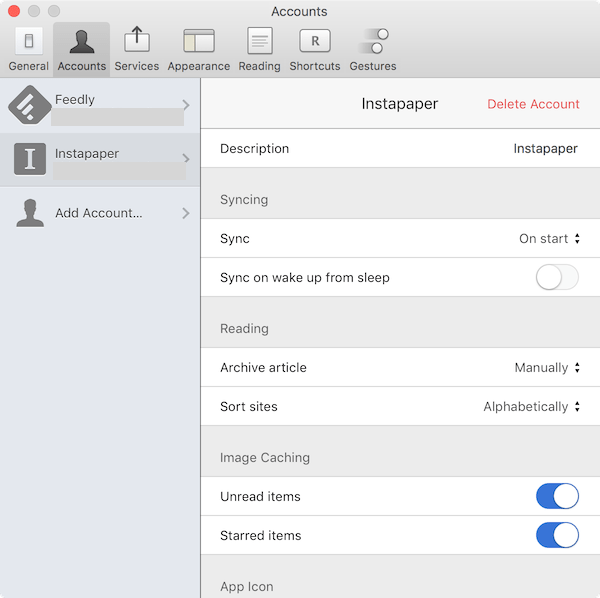 Accounts
General Accounts Services Appearance Reading Shortcuts Gestures
R
Feedly
I Instapaper
Add Account...
Instapaper Delete Account
Description Instapaper
Syncing
Sync On start
Sync on wake up from sleep
Reading
Archive article Manually
Sort sites Alphabetically
Image Caching
Unread items
Starred items
App Icon